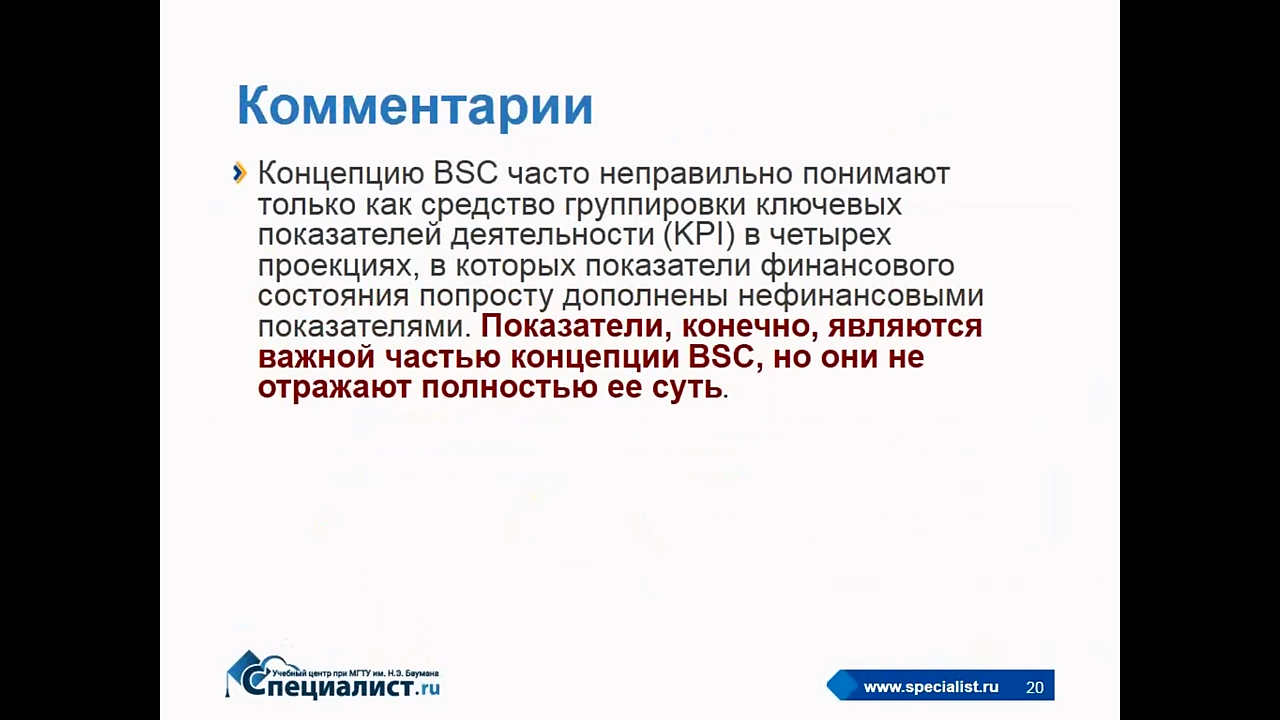 Комментарии
Концепцию BSC часто неправильно понимают
только как средство группировки ключевых
показателей деятельности (KPI) в четырех
проекциях, в которых показатели финансового
состояния попросту дополнены нефинансовыми
показателями. Показатели, конечно, являются
важной частью концепции BSC, но они не
отражают полностью ее суть.
Учебный центр при МГТУ им. Н.Э. Баумана
Специалист.ru
www.specialist.ru 20